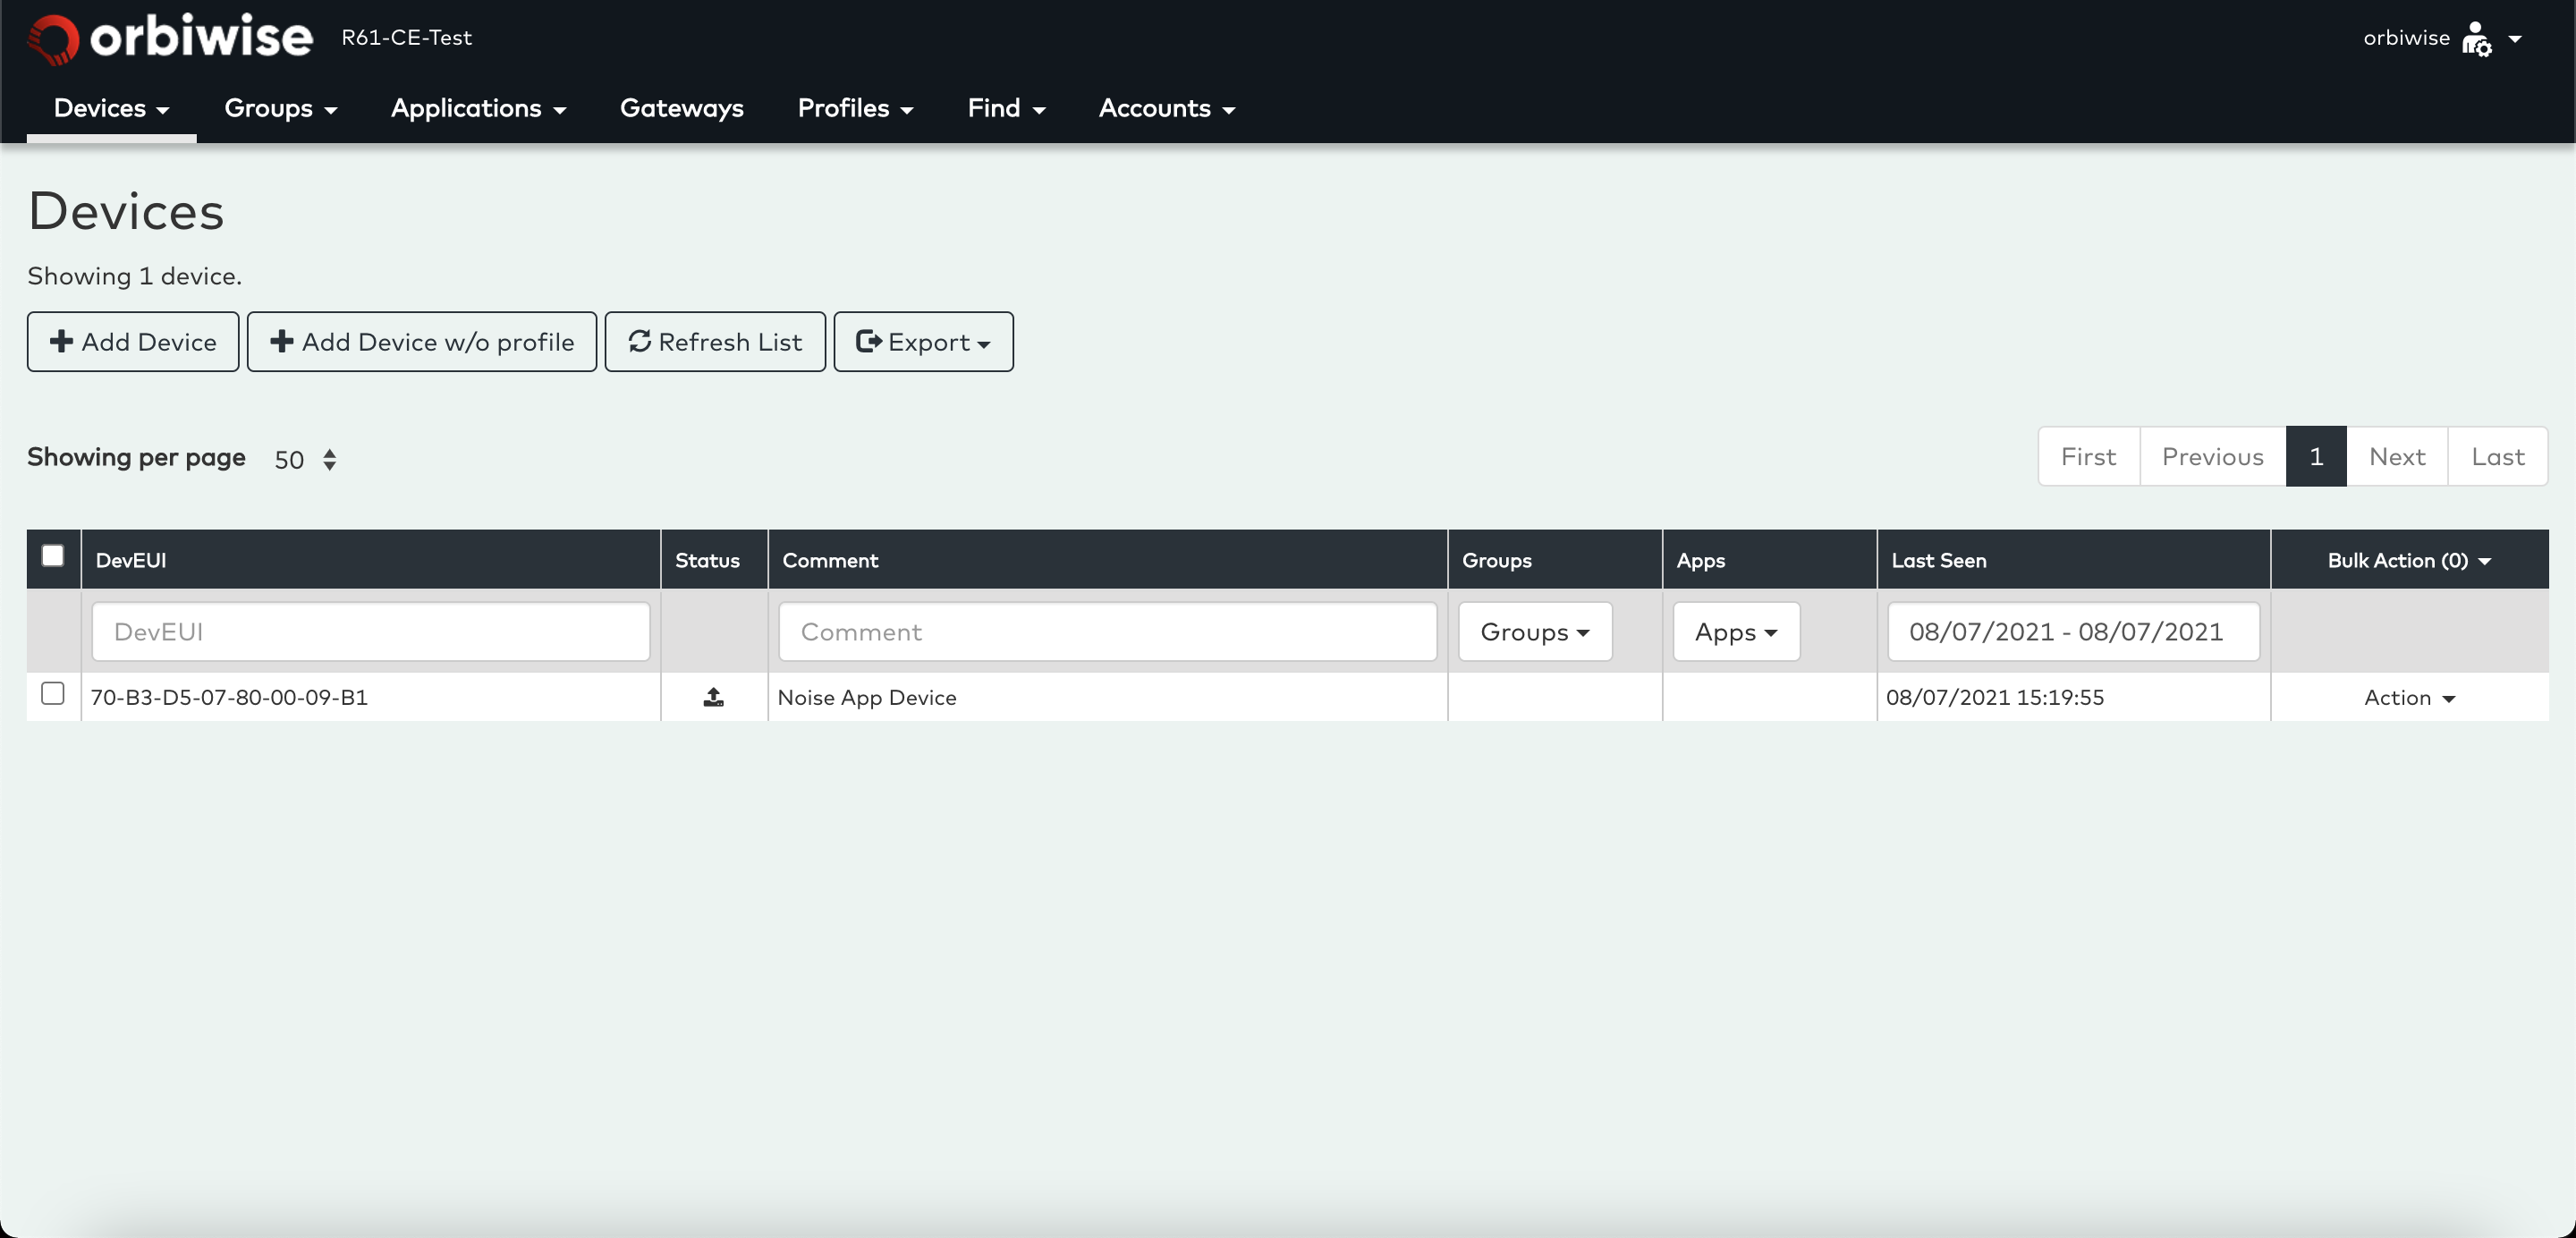 orbiwise R61-CE-Test orbiwise
Devices Groups Applications Gateways Profiles Find Accounts
Devices
Showing 1 device.
Add Device Add Device w/o profile Refresh List Export
Showing per page 50 First Previous 1 Next Last
DevEUI Status Comment Groups Apps Last Seen Bulk Action (0)
DevEUI Comment Groups Apps 08/07/2021 - 08/07/2021
70-B3-D5-07-80-00-09-B1 Noise App Device 08/07/2021 15:19:55 Action